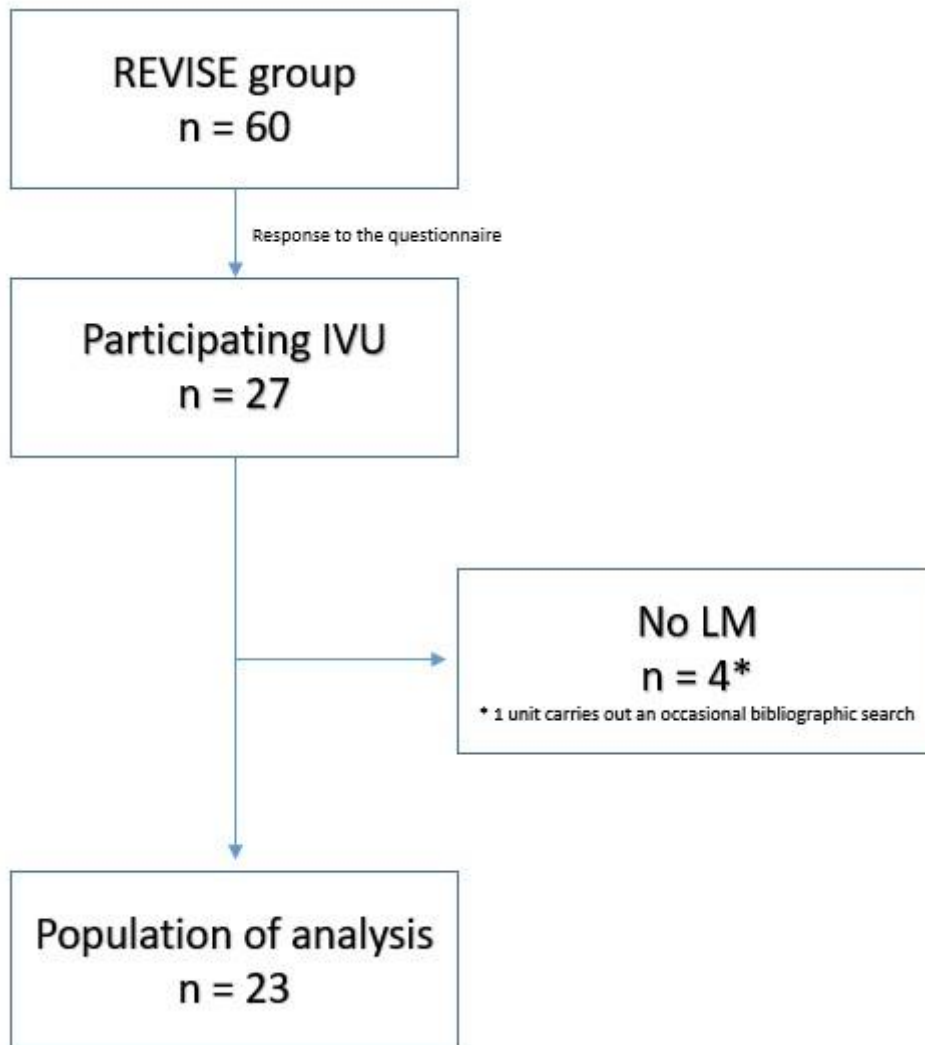 REVISE group
n = 60
Response to the questionnaire
Participating IVU
n = 27
No LM
n = 4*
* 1 unit carries out an occasional bibliographic search
Population of analysis
n = 23